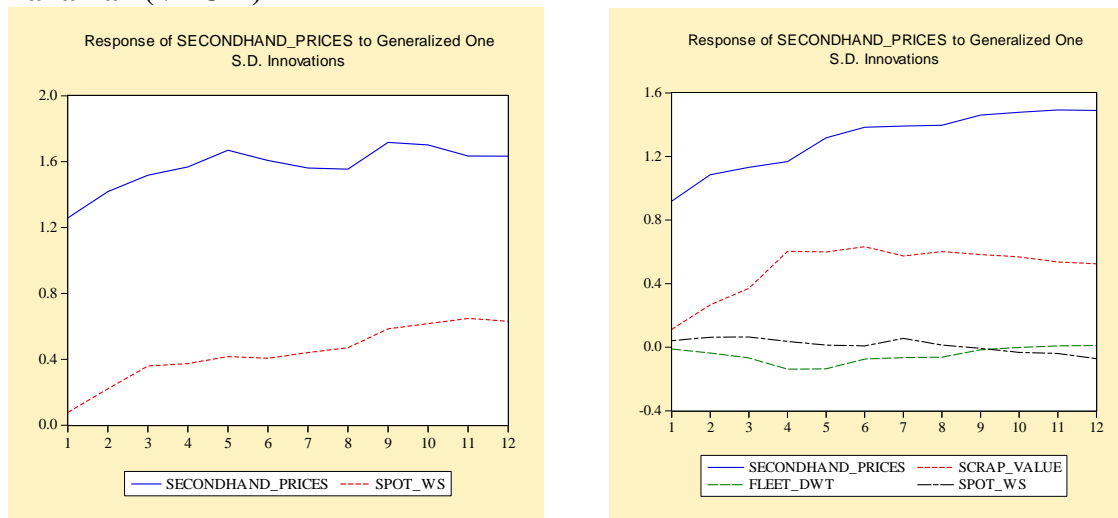 Response of SECONDHAND_PRICES to Generalized One
S.D. Innovations
2.0
1.6
1.2
0.8
0.4
0.0
1 2 3 4 5 6 7 8 9 10 11 12
SECONDHAND_PRICES SPOT_WS
Response of SECONDHAND_PRICES to Generalized One
S.D. Innovations
1.6
1.2
0.8
0.4
0.0
-0.4
1 2 3 4 5 6 7 8 9 10 11 12
SECONDHAND_PRICES SCRAP_VALUE
FLEET_DWT SPOT_WS